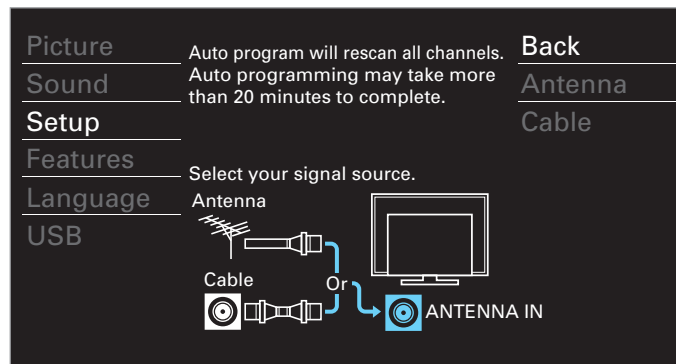 Picture
Sound
Setup
Features
Language
USB
Auto program will rescan all channels.
Auto programming may take more
than 20 minutes to complete.
Select your signal source.
Antenna
Cable
Or
ANTENNA IN
Back
Antenna
Cable